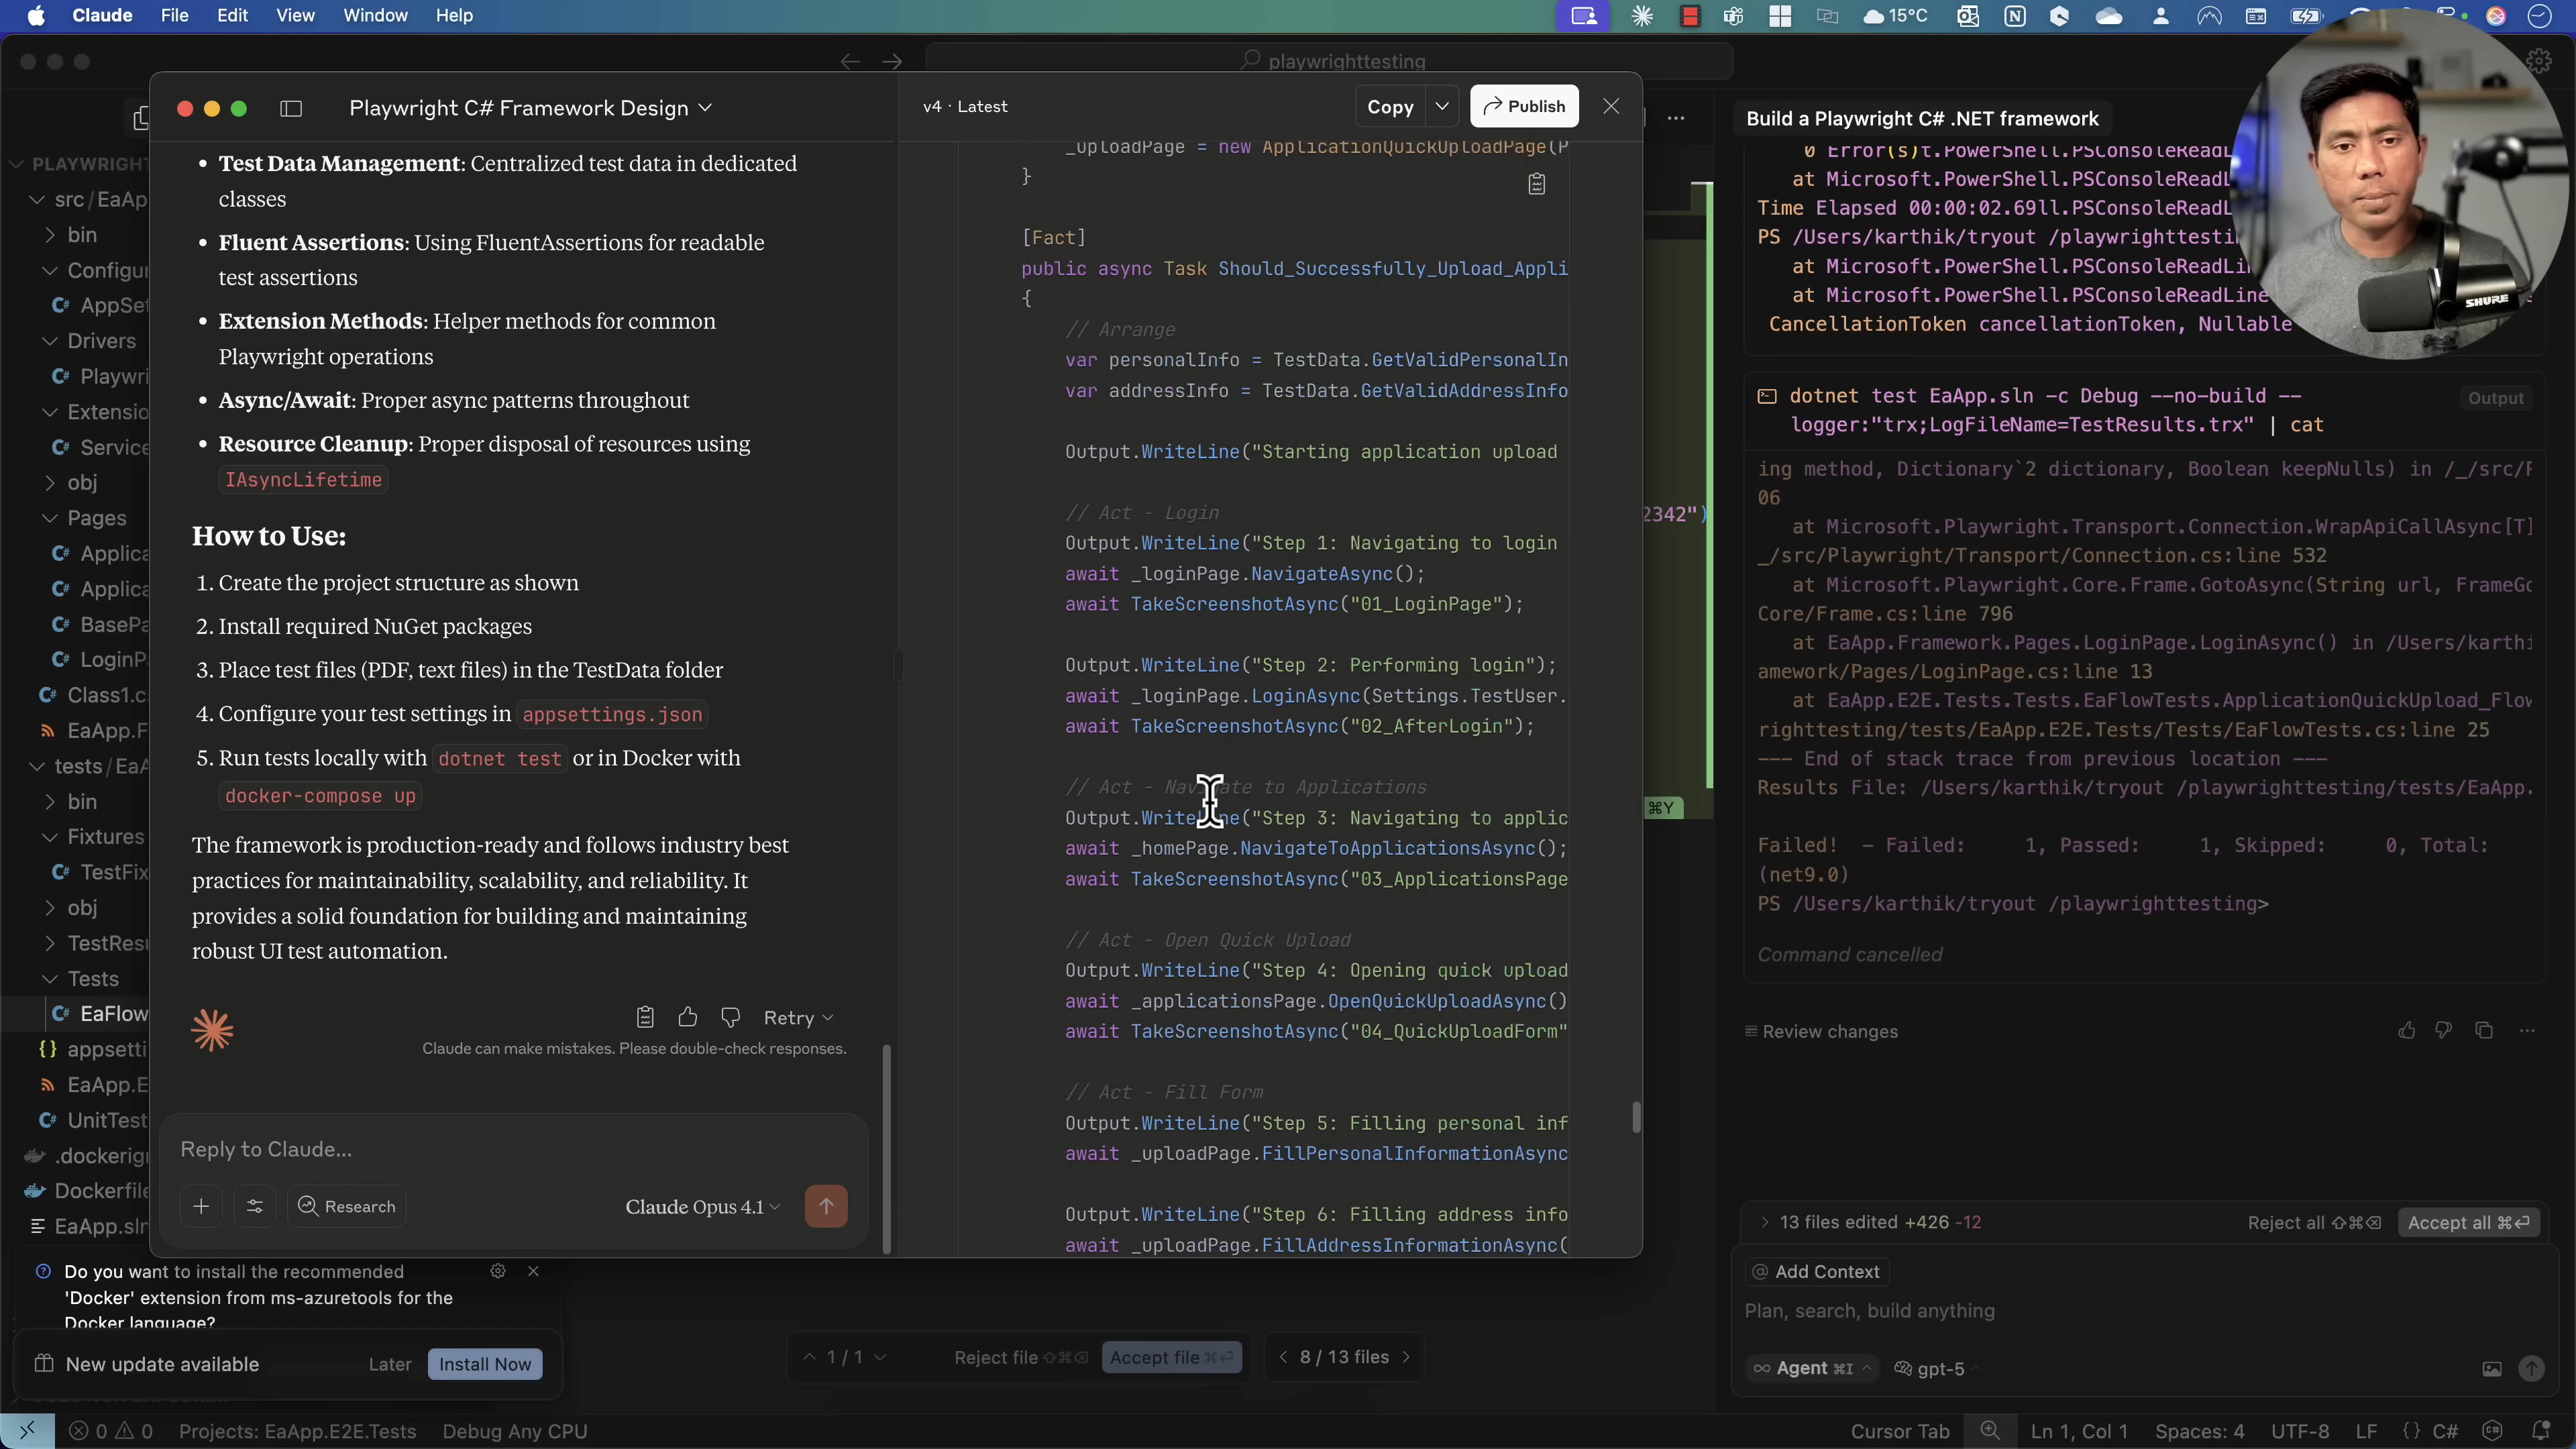 Claude File Edit View Window Help
15°C
playwrighttesting
Playwright C# Framework Design
v4 · Latest
Copy
Publish
Build a Playwright C# .NET framework
PLAYWRIGHT
src/EaAp
bin
Configur
C# AppSet
Drivers
C# Playwri
Extensio
C# Service
obj
Pages
C# Applica
C# Applica
C# BasePa
C# LoginP
C# Class1.c
EaApp.F
tests/EaA
bin
Fixtures
C# TestFix
obj
TestResu
Tests
C# EaFlow
{} appsetti
EaApp.E
C# UnitTest
.dockerign
Dockerfile
EaApp.sln
• Test Data Management: Centralized test data in dedicated
classes
• Fluent Assertions: Using FluentAssertions for readable
test assertions
• Extension Methods: Helper methods for common
Playwright operations
• Async/Await: Proper async patterns throughout
• Resource Cleanup: Proper disposal of resources using
IAsyncLifetime
How to Use:
1. Create the project structure as shown
2. Install required NuGet packages
3. Place test files (PDF, text files) in the TestData folder
4. Configure your test settings in appsettings.json
5. Run tests locally with dotnet test or in Docker with
docker-compose up
The framework is production-ready and follows industry best
practices for maintainability, scalability, and reliability. It
provides a solid foundation for building and maintaining
robust UI test automation.
Retry
Claude can make mistakes. Please double-check responses.
Reply to Claude...
Research
Claude Opus 4.1
_uploadPage = new ApplicationQuickUploadPage(P
}
[Fact]
public async Task Should_Successfully_Upload_Appli
{
// Arrange
var personalInfo = TestData.GetValidPersonalIn
var addressInfo = TestData.GetValidAddressInfo
Output.WriteLine("Starting application upload
// Act - Login
Output.WriteLine("Step 1: Navigating to login
await _loginPage.NavigateAsync();
await TakeScreenshotAsync("01_LoginPage");
Output.WriteLine("Step 2: Performing login");
await _loginPage.LoginAsync(Settings.TestUser.
await TakeScreenshotAsync("02_AfterLogin");
// Act - Navigate to Applications
Output.WriteLine("Step 3: Navigating to applic
await _homePage.NavigateToApplicationsAsync();
await TakeScreenshotAsync("03_ApplicationsPage
// Act - Open Quick Upload
Output.WriteLine("Step 4: Opening quick upload
await _applicationsPage.OpenQuickUploadAsync()
await TakeScreenshotAsync("04_QuickUploadForm"
// Act - Fill Form
Output.WriteLine("Step 5: Filling personal inf
await _uploadPage.FillPersonalInformationAsync
Output.WriteLine("Step 6: Filling address info
await _uploadPage.FillAddressInformationAsync(
2342")
⌘Y
0 Error(s)t.PowerShell.PSConsoleReadL
at Microsoft.PowerShell.PSConsoleReadL
Time Elapsed 00:00:02.69ll.PSConsoleReadL
PS /Users/karthik/tryout /playwrighttesti
at Microsoft.PowerShell.PSConsoleReadLi
at Microsoft.PowerShell.PSConsoleReadLine
CancellationToken cancellationToken, Nullable
SHURE
dotnet test EaApp.sln -c Debug --no-build --
logger:"trx;LogFileName=TestResults.trx" | cat
Output
ing method, Dictionary`2 dictionary, Boolean keepNulls) in /_/src/P
06
at Microsoft.Playwright.Transport.Connection.WrapApiCallAsync[T]
_/src/Playwright/Transport/Connection.cs:line 532
at Microsoft.Playwright.Core.Frame.GotoAsync(String url, FrameGo
Core/Frame.cs:line 796
at EaApp.Framework.Pages.LoginPage.LoginAsync() in /Users/karthi
amework/Pages/LoginPage.cs:line 13
at EaApp.E2E.Tests.Tests.EaFlowTests.ApplicationQuickUpload_Flow
righttesting/tests/EaApp.E2E.Tests/Tests/EaFlowTests.cs:line 25
--- End of stack trace from previous location ---
Results File: /Users/karthik/tryout /playwrighttesting/tests/EaApp.
Failed! - Failed: 1, Passed: 1, Skipped: 0, Total:
(net9.0)
PS /Users/karthik/tryout /playwrighttesting>
Command cancelled
Review changes
13 files edited +426 -12
Reject all ⇧⌘⌫
Accept all ⌘⏎
@ Add Context
Plan, search, build anything
Agent ⌘I
gpt-5
Do you want to install the recommended
'Docker' extension from ms-azuretools for the
Docker language?
New update available
Later
Install Now
1 / 1
Reject file ⇧⌘⌫
Accept file ⌘⏎
8 / 13 files
0 0
Projects: EaApp.E2E.Tests
Debug Any CPU
Cursor Tab
Ln 1, Col 1
Spaces: 4
UTF-8
LF
{} C#